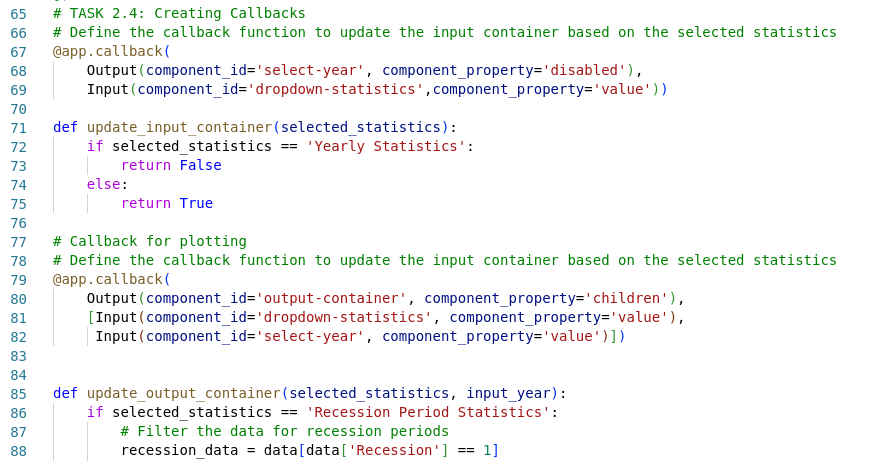 65 # TASK 2.4: Creating Callbacks
66 # Define the callback function to update the input container based on the selected statistics
67 @app.callback(
68     Output(component_id='select-year', component_property='disabled'),
69     Input(component_id='dropdown-statistics',component_property='value'))
70
71 def update_input_container(selected_statistics):
72     if selected_statistics == 'Yearly Statistics':
73         return False
74     else:
75         return True
76
77 # Callback for plotting
78 # Define the callback function to update the input container based on the selected statistics
79 @app.callback(
80     Output(component_id='output-container', component_property='children'),
81     [Input(component_id='dropdown-statistics', component_property='value'),
82      Input(component_id='select-year', component_property='value')])
83
84
85 def update_output_container(selected_statistics, input_year):
86     if selected_statistics == 'Recession Period Statistics':
87         # Filter the data for recession periods
88         recession_data = data[data['Recession'] == 1]